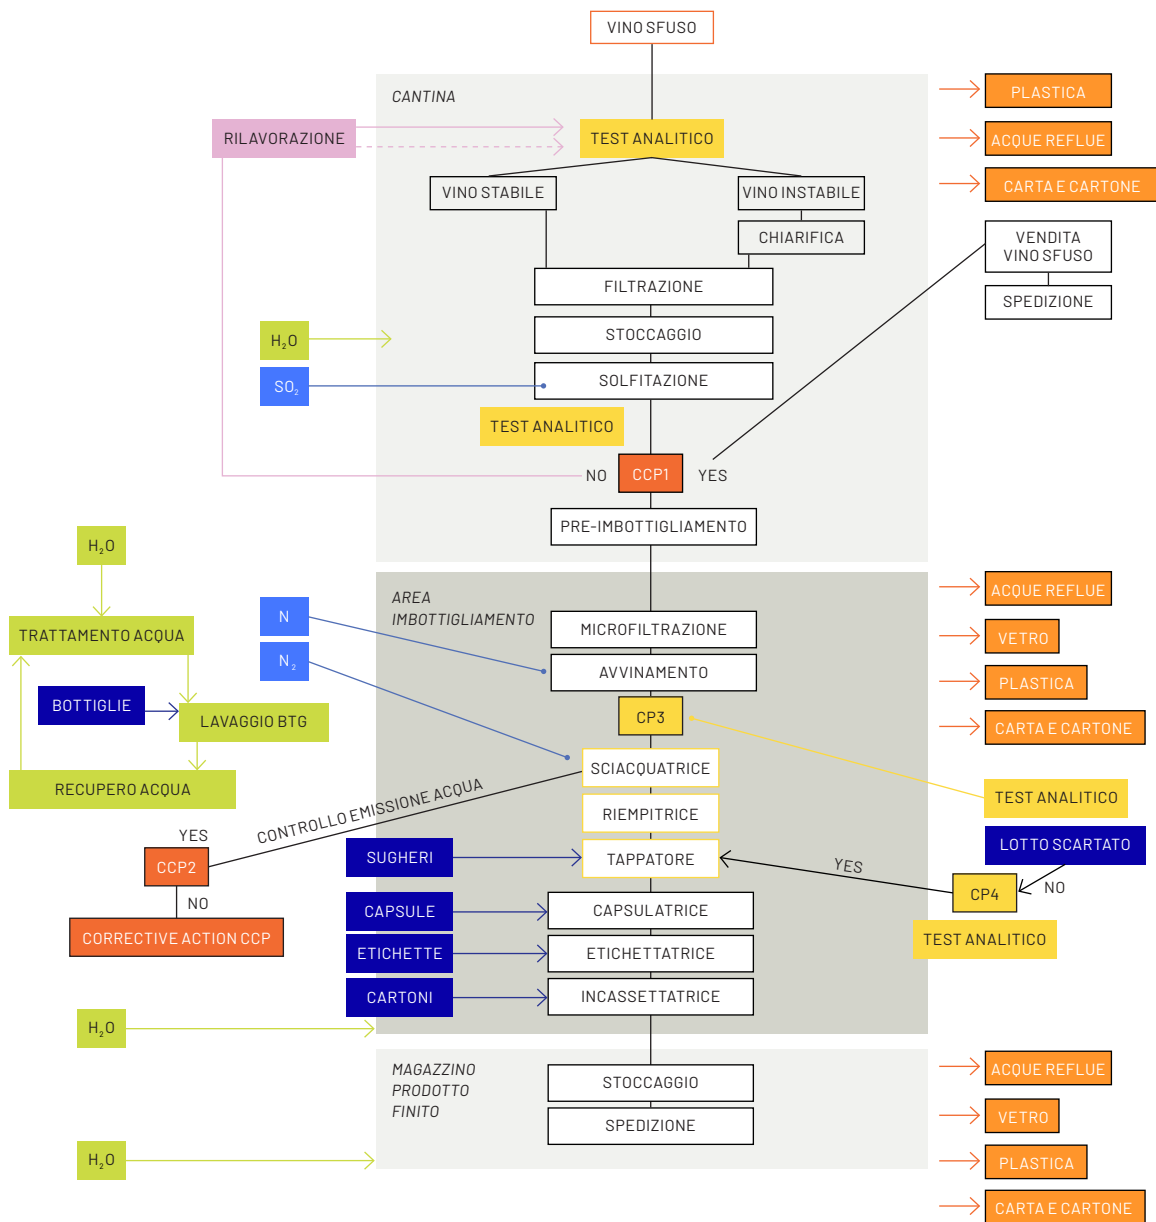 VINO SFUSO
CANTINA
PLASTICA
RILAVORAZIONE
TEST ANALITICO
ACQUE REFLUE
CARTA E CARTONE
VINO STABILE
VINO INSTABILE
CHIARIFICA
VENDITA
VINO SFUSO
FILTRAZIONE
SPEDIZIONE
H₂O
STOCCAGGIO
SO₂
SOLFITAZIONE
TEST ANALITICO
NO
CCP1
YES
PRE-IMBOTTIGLIAMENTO
H₂O
AREA
IMBOTTIGLIAMENTO
ACQUE REFLUE
N
TRATTAMENTO ACQUA
MICROFILTRAZIONE
VETRO
N₂
AVVINAMENTO
PLASTICA
BOTTIGLIE
LAVAGGIO BTG
CP3
CARTA E CARTONE
SCIACQUATRICE
RECUPERO ACQUA
CONTROLLO EMISSIONE ACQUA
TEST ANALITICO
RIEMPITRICE
YES
LOTTO SCARTATO
SUGHERI
TAPPATORE
YES
CCP2
NO
CP4
NO
CAPSULE
CAPSULATRICE
CORRECTIVE ACTION CCP
TEST ANALITICO
ETICHETTE
ETICHETTATRICE
CARTONI
INCASSETTATRICE
H₂O
MAGAZZINO
PRODOTTO
FINITO
ACQUE REFLUE
STOCCAGGIO
VETRO
SPEDIZIONE
H₂O
PLASTICA
CARTA E CARTONE